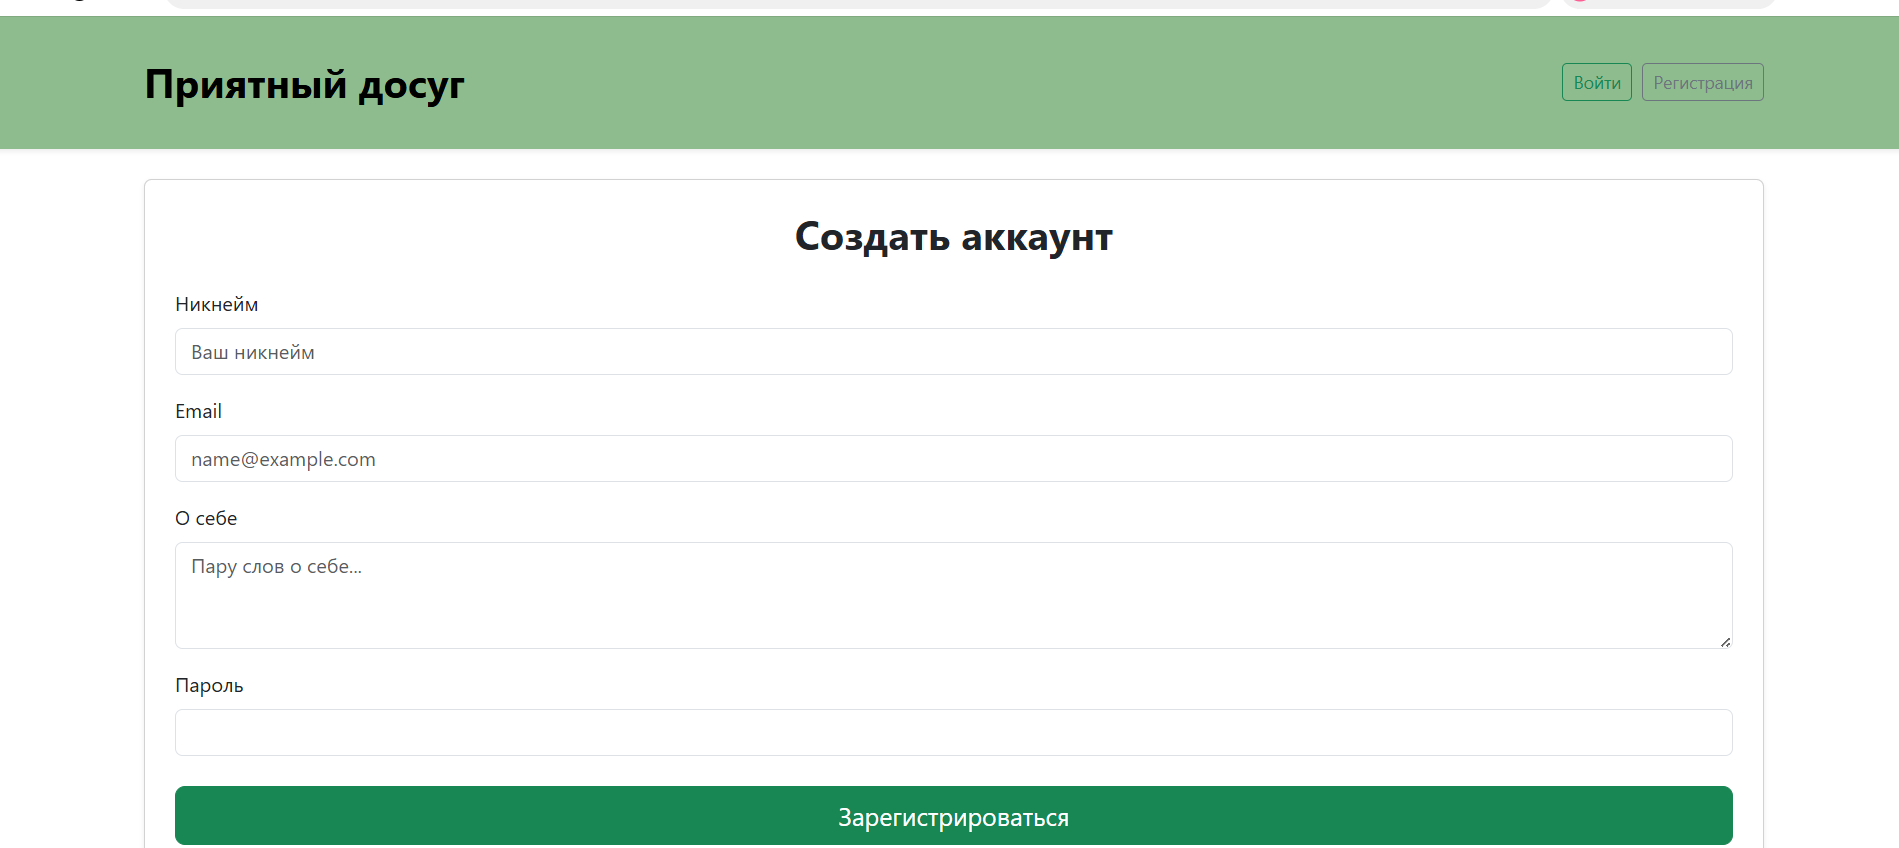 Приятный досуг
Войти
Регистрация
Создать аккаунт
Никнейм
Ваш никнейм
Email
name@example.com
О себе
Пару слов о себе...
Пароль
Зарегистрироваться